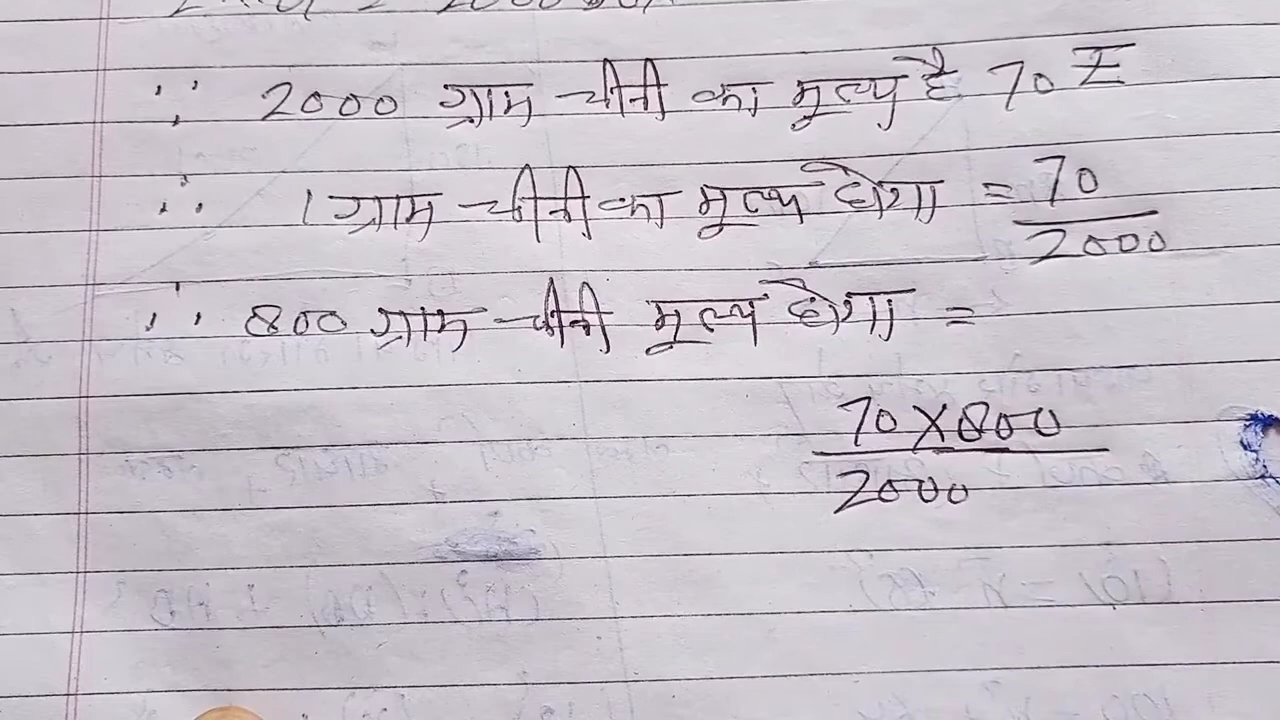 ∵ 2000 ग्राम चीनी का मूल्य है 70 ₹
∴ 1 ग्राम चीनी का मूल्य होगा = 70/2000
∴ 800 ग्राम चीनी मूल्य होगा =
70×800
2000